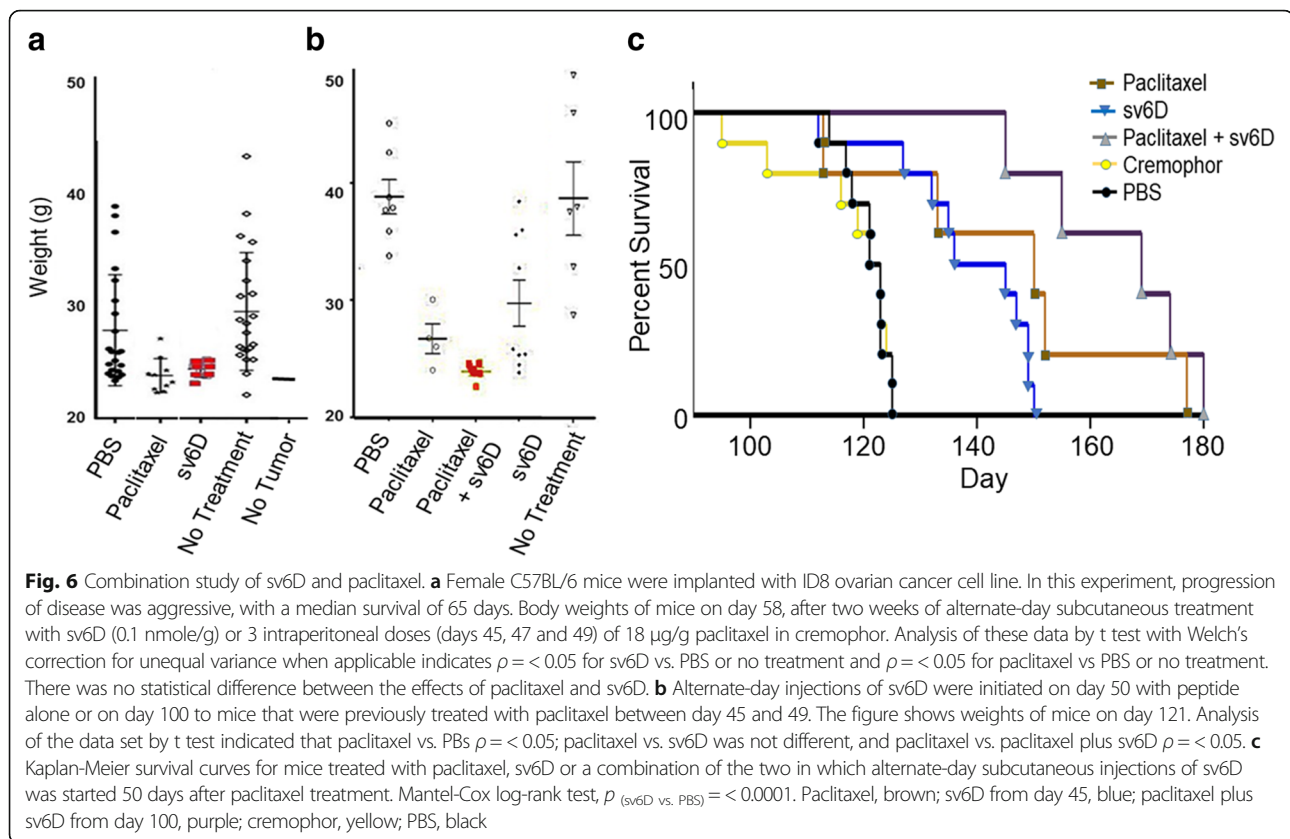 a
b
c
50
40
30
20
Weight (g)
PBS
Paclitaxel
sv6D
No Treatment
No Tumor
50
40
30
20
PBS
Paclitaxel
Paclitaxel
+ sv6D
sv6D
No Treatment
Paclitaxel
sv6D
Paclitaxel + sv6D
Cremophor
PBS
100
50
0
Percent Survival
100
120
140
160
180
Day
Fig. 6 Combination study of sv6D and paclitaxel. a Female C57BL/6 mice were implanted with ID8 ovarian cancer cell line. In this experiment, progression
of disease was aggressive, with a median survival of 65 days. Body weights of mice on day 58, after two weeks of alternate-day subcutaneous treatment
with sv6D (0.1 nmole/g) or 3 intraperitoneal doses (days 45, 47 and 49) of 18 μg/g paclitaxel in cremophor. Analysis of these data by t test with Welch's
correction for unequal variance when applicable indicates ρ = < 0.05 for sv6D vs. PBS or no treatment and ρ = < 0.05 for paclitaxel vs PBS or no treatment.
There was no statistical difference between the effects of paclitaxel and sv6D. b Alternate-day injections of sv6D were initiated on day 50 with peptide
alone or on day 100 to mice that were previously treated with paclitaxel between day 45 and 49. The figure shows weights of mice on day 121. Analysis
of the data set by t test indicated that paclitaxel vs. PBs ρ = < 0.05; paclitaxel vs. sv6D was not different, and paclitaxel vs. paclitaxel plus sv6D ρ = < 0.05. c
Kaplan-Meier survival curves for mice treated with paclitaxel, sv6D or a combination of the two in which alternate-day subcutaneous injections of sv6D
was started 50 days after paclitaxel treatment. Mantel-Cox log-rank test, p (sv6D vs. PBS) = < 0.0001. Paclitaxel, brown; sv6D from day 45, blue; paclitaxel plus
sv6D from day 100, purple; cremophor, yellow; PBS, black